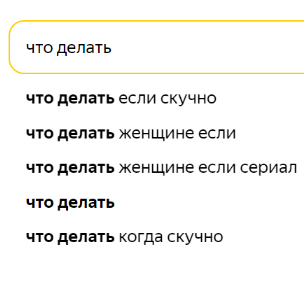 что делать
что делать если скучно
что делать женщине если
что делать женщине если сериал
что делать
что делать когда скучно